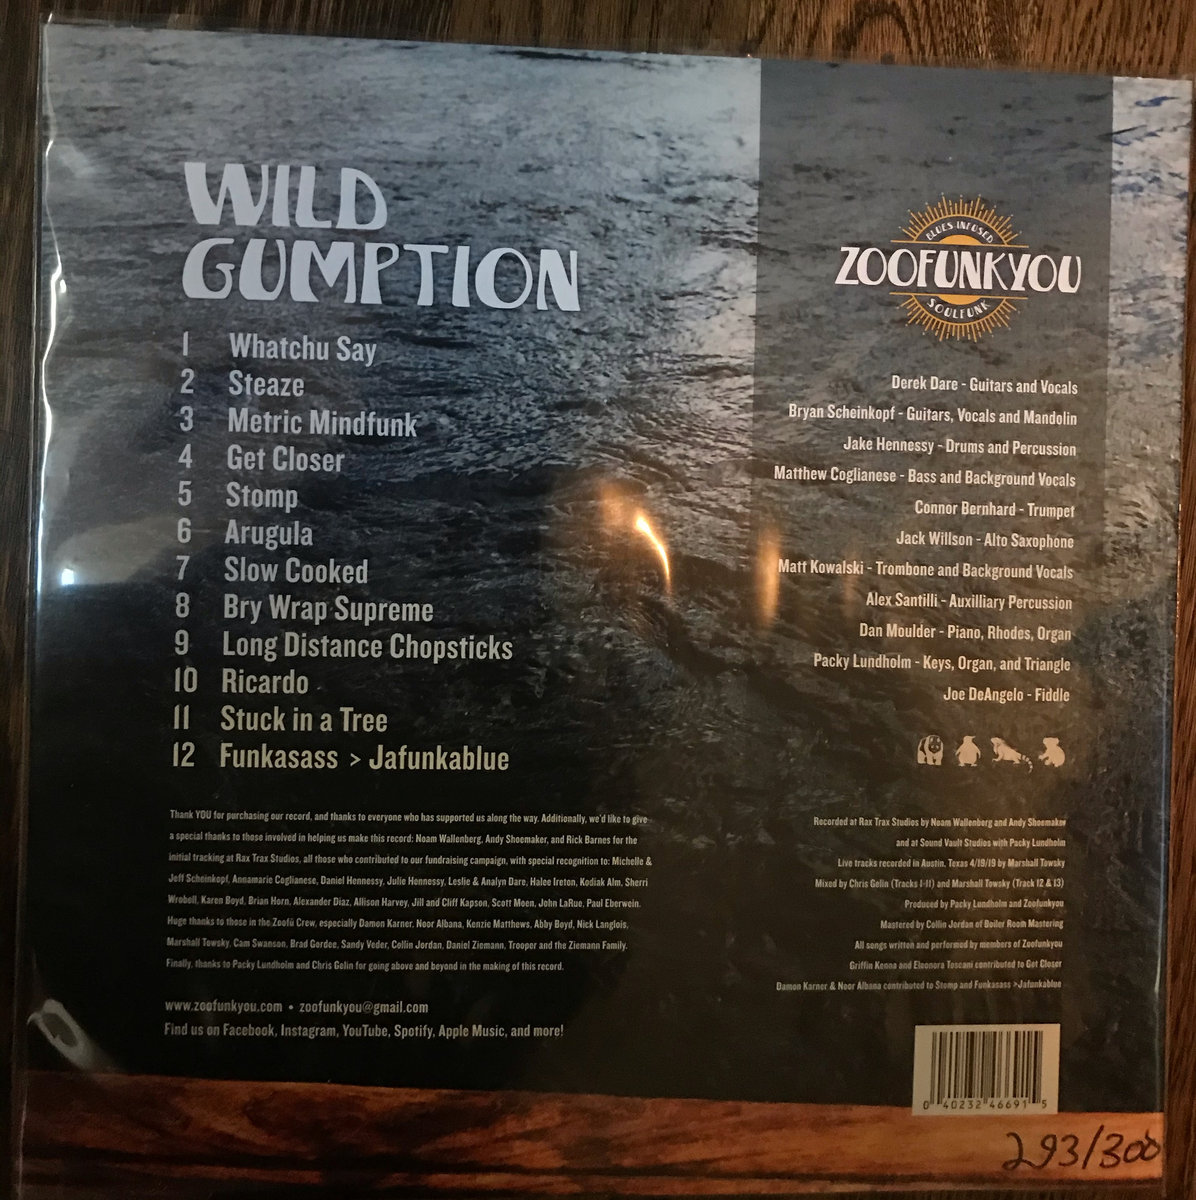 WILD
GUMPTION
1 Whatchu Say
2 Steaze
3 Metric Mindfunk
4 Get Closer
5 Stomp
6 Arugula
7 Slow Cooked
8 Bry Wrap Supreme
9 Long Distance Chopsticks
10 Ricardo
11 Stuck in a Tree
12 Funkasass > Jafunkablue
Thank YOU for purchasing our record, and thanks to everyone who has supported us along the way. Additionally, we'd like to give
a special thanks to those involved in helping us make this record: Noam Wallenberg, Andy Shoemaker, and Rick Barnes for the
initial tracking at Rax Trax Studios, all those who contributed to our fundraising campaign, with special recognition to: Michelle &
Jeff Scheinkopf, Annamarie Coglianese, Daniel Hennessy, Julie Hennessy, Leslie & Analyn Dare, Halee Ireton, Kodiak Alm, Sherri
Wrobell, Karen Boyd, Brian Horn, Alexander Diaz, Allison Harvey, Jill and Cliff Kapson, Scott Moen, John LaRue, Paul Eberwein.
Huge thanks to those in the Zoofü Crew, especially Damon Karner, Noor Albana, Kenzie Matthews, Abby Boyd, Nick Langlois,
Marshall Towsky, Cam Swanson, Brad Gordee, Sandy Veder, Collin Jordan, Daniel Ziemann, Trooper and the Ziemann Family.
Finally, thanks to Packy Lundholm and Chris Gelin for going above and beyond in the making of this record.
www.zoofunkyou.com • zoofunkyou@gmail.com
Find us on Facebook, Instagram, YouTube, Spotify, Apple Music, and more!
BLUES INFUSED
ZOOFUNKYOU
SOULFUNK
Derek Dare - Guitars and Vocals
Bryan Scheinkopf - Guitars, Vocals and Mandolin
Jake Hennessy - Drums and Percussion
Matthew Coglianese - Bass and Background Vocals
Connor Bernhard - Trumpet
Jack Willson - Alto Saxophone
Matt Kowalski - Trombone and Background Vocals
Alex Santilli - Auxilliary Percussion
Dan Moulder - Piano, Rhodes, Organ
Packy Lundholm - Keys, Organ, and Triangle
Joe DeAngelo - Fiddle
Recorded at Rax Trax Studios by Noam Wallenberg and Andy Shoemaker
and at Sound Vault Studios with Packy Lundholm
Live tracks recorded in Austin, Texas 4/19/19 by Marshall Towsky
Mixed by Chris Gelin (Tracks 1-11) and Marshall Towsky (Track 12 & 13)
Produced by Packy Lundholm and Zoofunkyou
Mastered by Collin Jordan of Boiler Room Mastering
All songs written and performed by members of Zoofunkyou
Griffin Kenna and Eleonora Toscani contributed to Get Closer
Damon Karner & Noor Albana contributed to Stomp and Funkasass >Jafunkablue
0 40232 46691 5
293/300